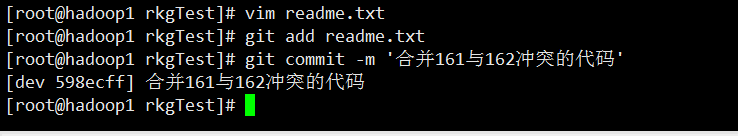 [root@hadoop1 rkgTest]# vim readme.txt
[root@hadoop1 rkgTest]# git add readme.txt
[root@hadoop1 rkgTest]# git commit -m '合并161与162冲突的代码'
[dev 598ecff] 合并161与162冲突的代码
[root@hadoop1 rkgTest]#